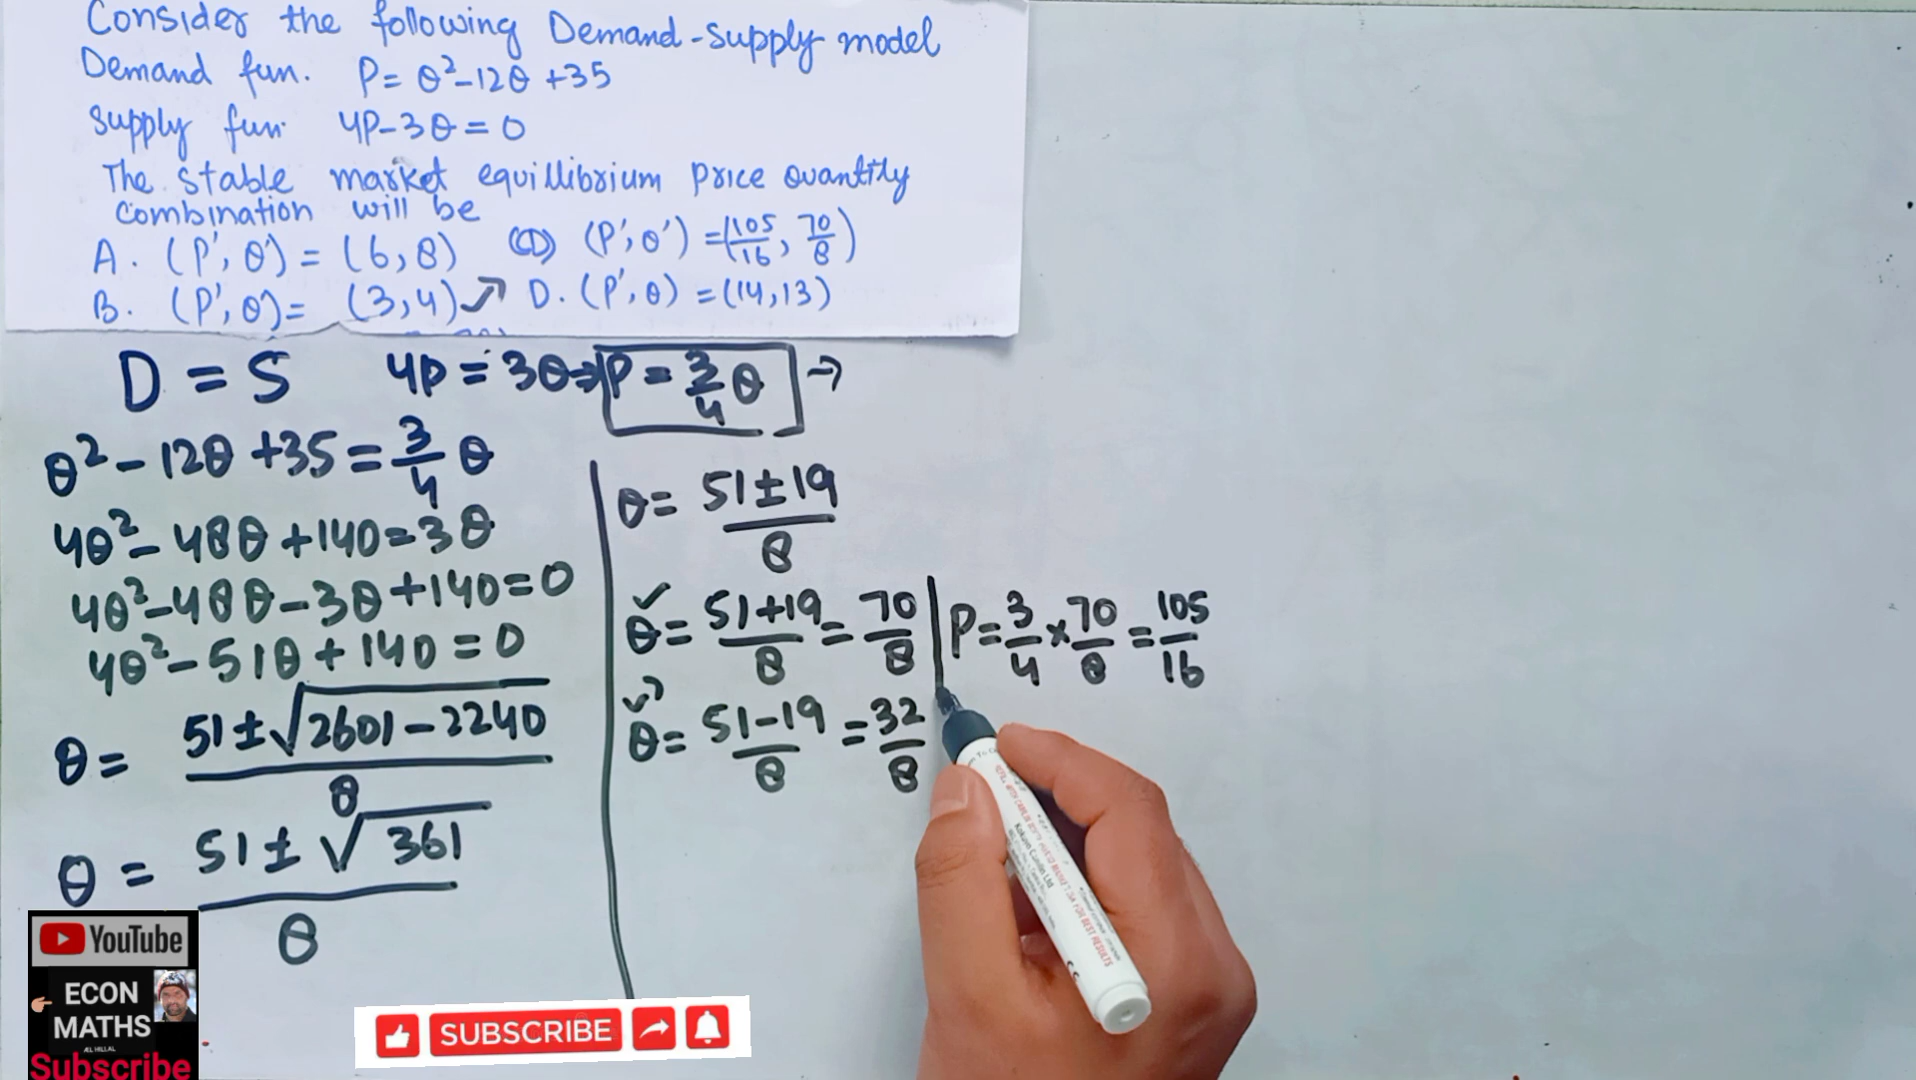 Consider the following Demand-supply model
Demand fun. P= θ²-12θ+35
Supply fun. 4P-3θ=0
The stable market equillibrium price quantity
combination will be
A. (P', θ') = (6,8) (C) (P', θ') = (105/16, 70/8)
B. (P', θ) = (3,4) → D. (P', θ) = (14,13)
D = S 4P = 3θ ⇒ P = 3/4 θ →
θ² - 12θ + 35 = 3/4 θ
4θ² - 48θ + 140 = 3θ
4θ² - 48θ - 3θ + 140 = 0
4θ² - 51θ + 140 = 0
θ = 51 ± √2601 - 2240 / 8
θ = 51 ± √361 / 8
θ = 51 ± 19 / 8
θ = 51+19 / 8 = 70/8 | P = 3/4 × 70/8 = 105/16
θ = 51-19 / 8 = 32/8
YouTube
ECON
MATHS
Subscribe
SUBSCRIBE
Kokuyo Camlin Ltd